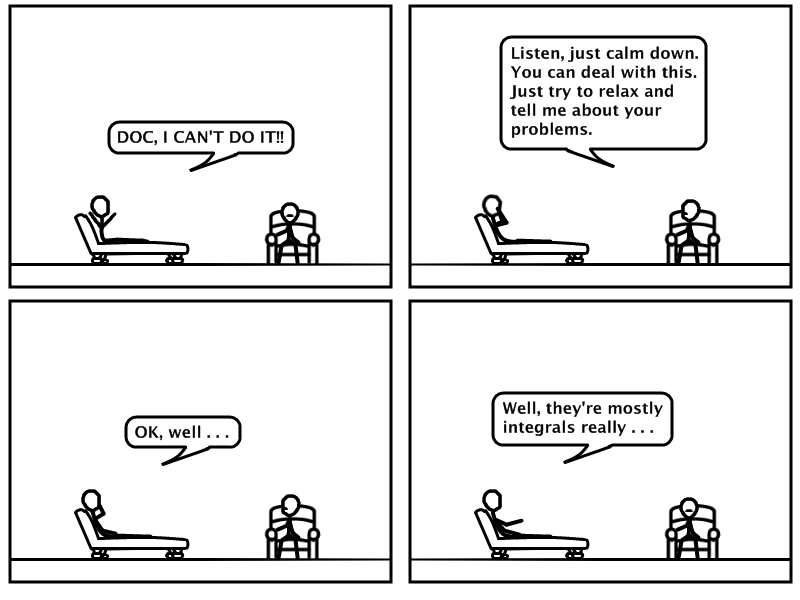 DOC, I CAN'T DO IT!!
Listen, just calm down.
You can deal with this.
Just try to relax and
tell me about your
problems.
OK, well . . .
Well, they're mostly
integrals really . . .